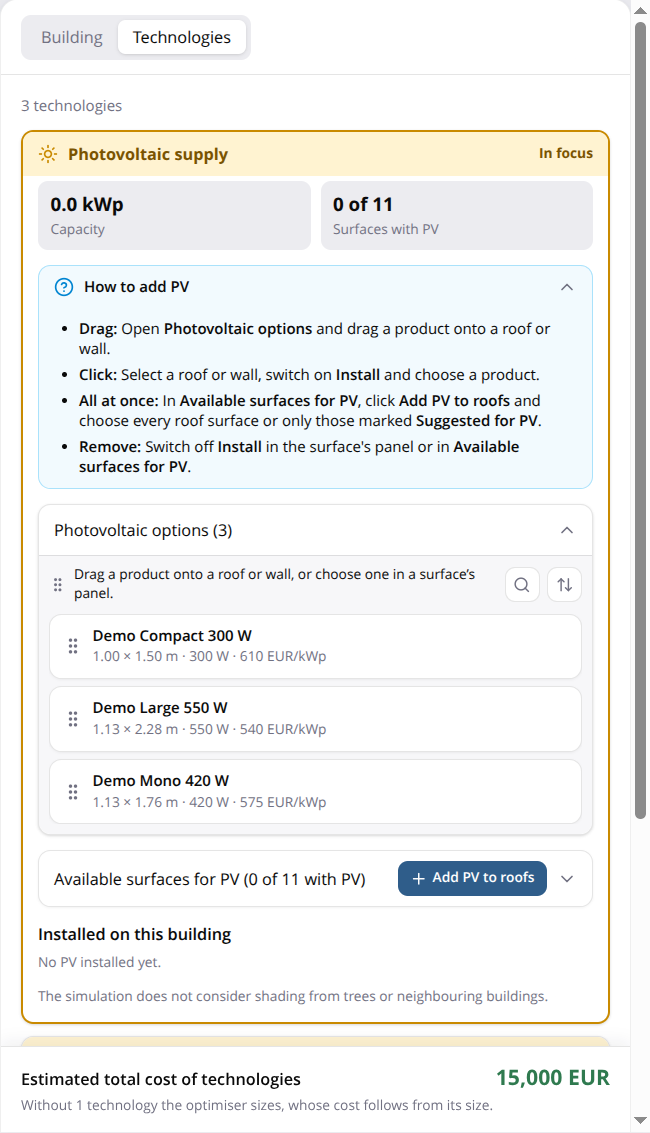 Building
Technologies
3 technologies
Photovoltaic supply
In focus
0.0 kWp
Capacity
0 of 11
Surfaces with PV
How to add PV
• Drag: Open Photovoltaic options and drag a product onto a roof or
wall.
• Click: Select a roof or wall, switch on Install and choose a product.
• All at once: In Available surfaces for PV, click Add PV to roofs and
choose every roof surface or only those marked Suggested for PV.
• Remove: Switch off Install in the surface's panel or in Available
surfaces for PV.
Photovoltaic options (3)
Drag a product onto a roof or wall, or choose one in a surface’s
panel.
Demo Compact 300 W
1.00 × 1.50 m · 300 W · 610 EUR/kWp
Demo Large 550 W
1.13 × 2.28 m · 550 W · 540 EUR/kWp
Demo Mono 420 W
1.13 × 1.76 m · 420 W · 575 EUR/kWp
Available surfaces for PV (0 of 11 with PV)
+ Add PV to roofs
Installed on this building
No PV installed yet.
The simulation does not consider shading from trees or neighbouring buildings.
Estimated total cost of technologies
15,000 EUR
Without 1 technology the optimiser sizes, whose cost follows from its size.